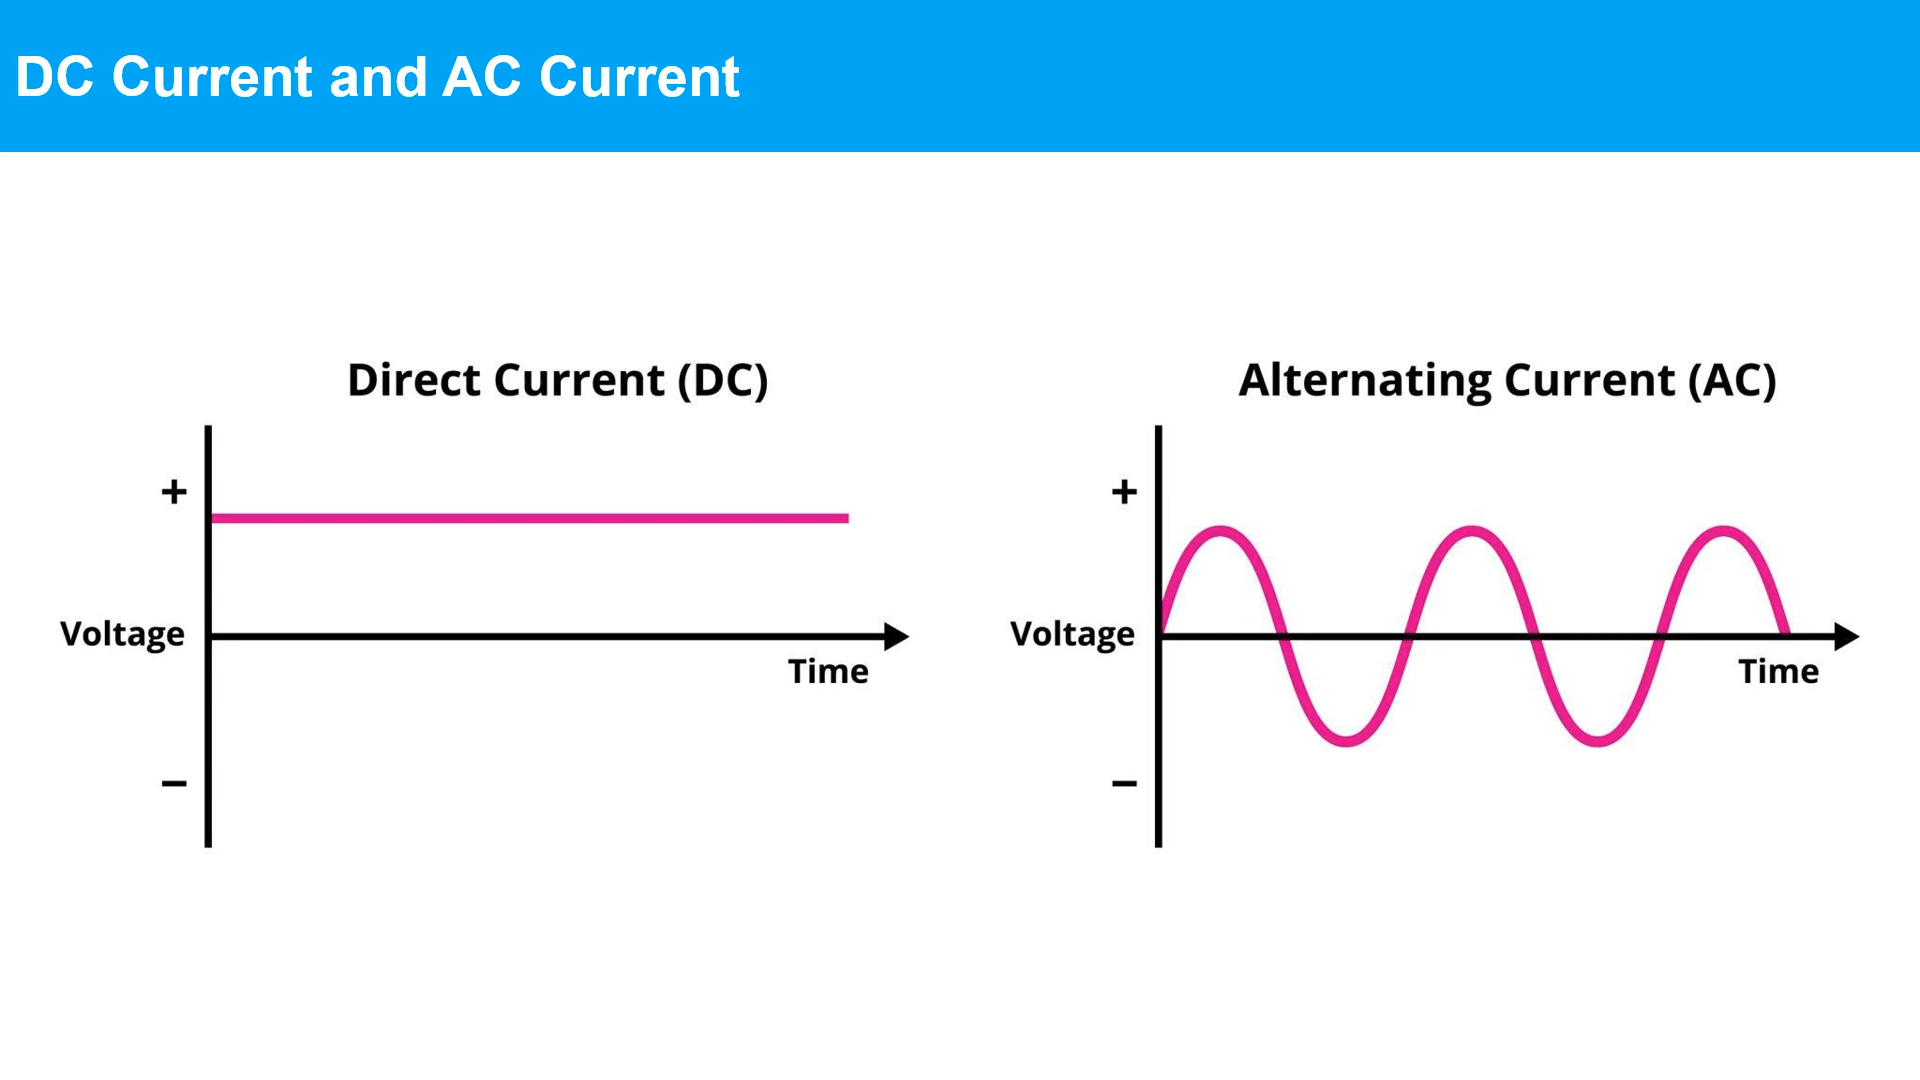 DC Current and AC Current
Direct Current (DC)
+
Voltage
Time
−
Alternating Current (AC)
+
Voltage
Time
−